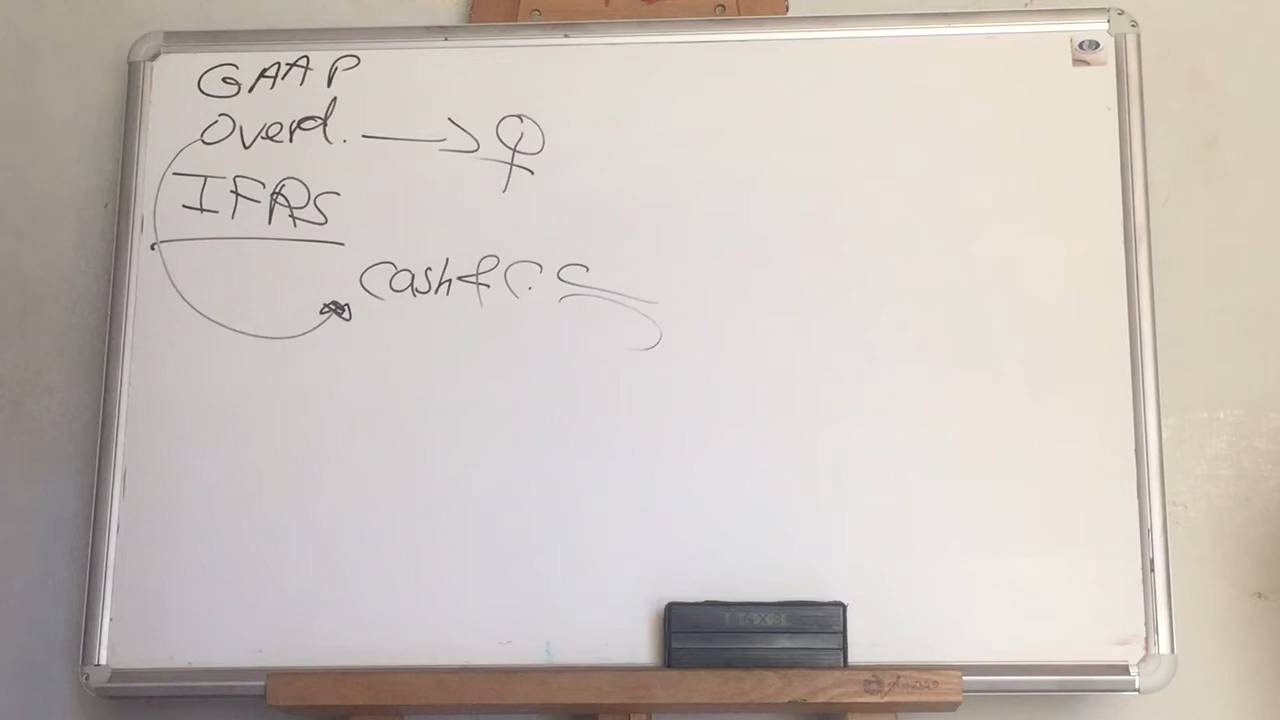 GAAP
Overd. → ♀
IFRS
Cash & C.